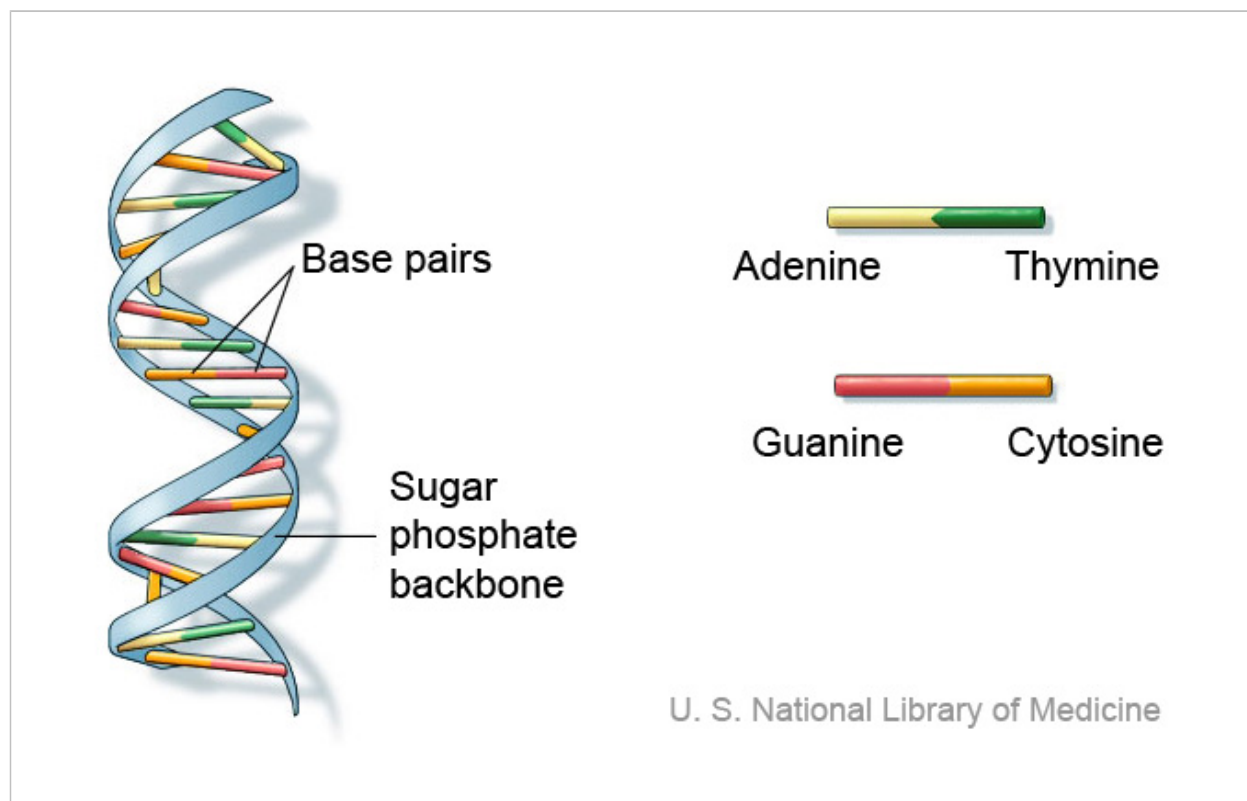 Base pairs
Adenine Thymine
Guanine Cytosine
Sugar
phosphate
backbone
U. S. National Library of Medicine